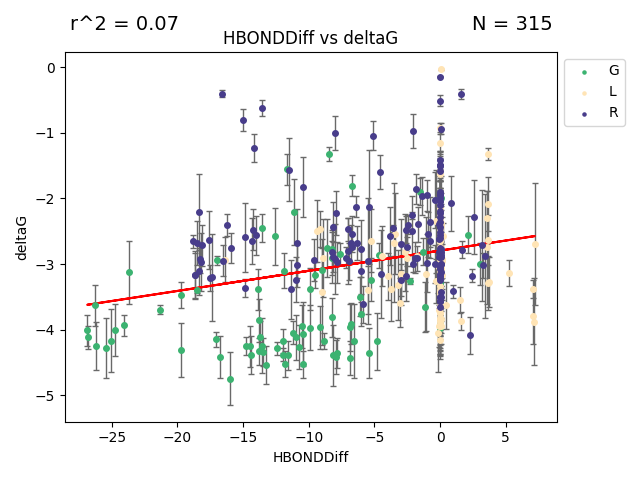 r^2 = 0.07
N = 315
HBONDDiff vs deltaG
G
L
R
deltaG
0
−1
−2
−3
−4
−5
−25
−20
−15
−10
−5
0
5
HBONDDiff